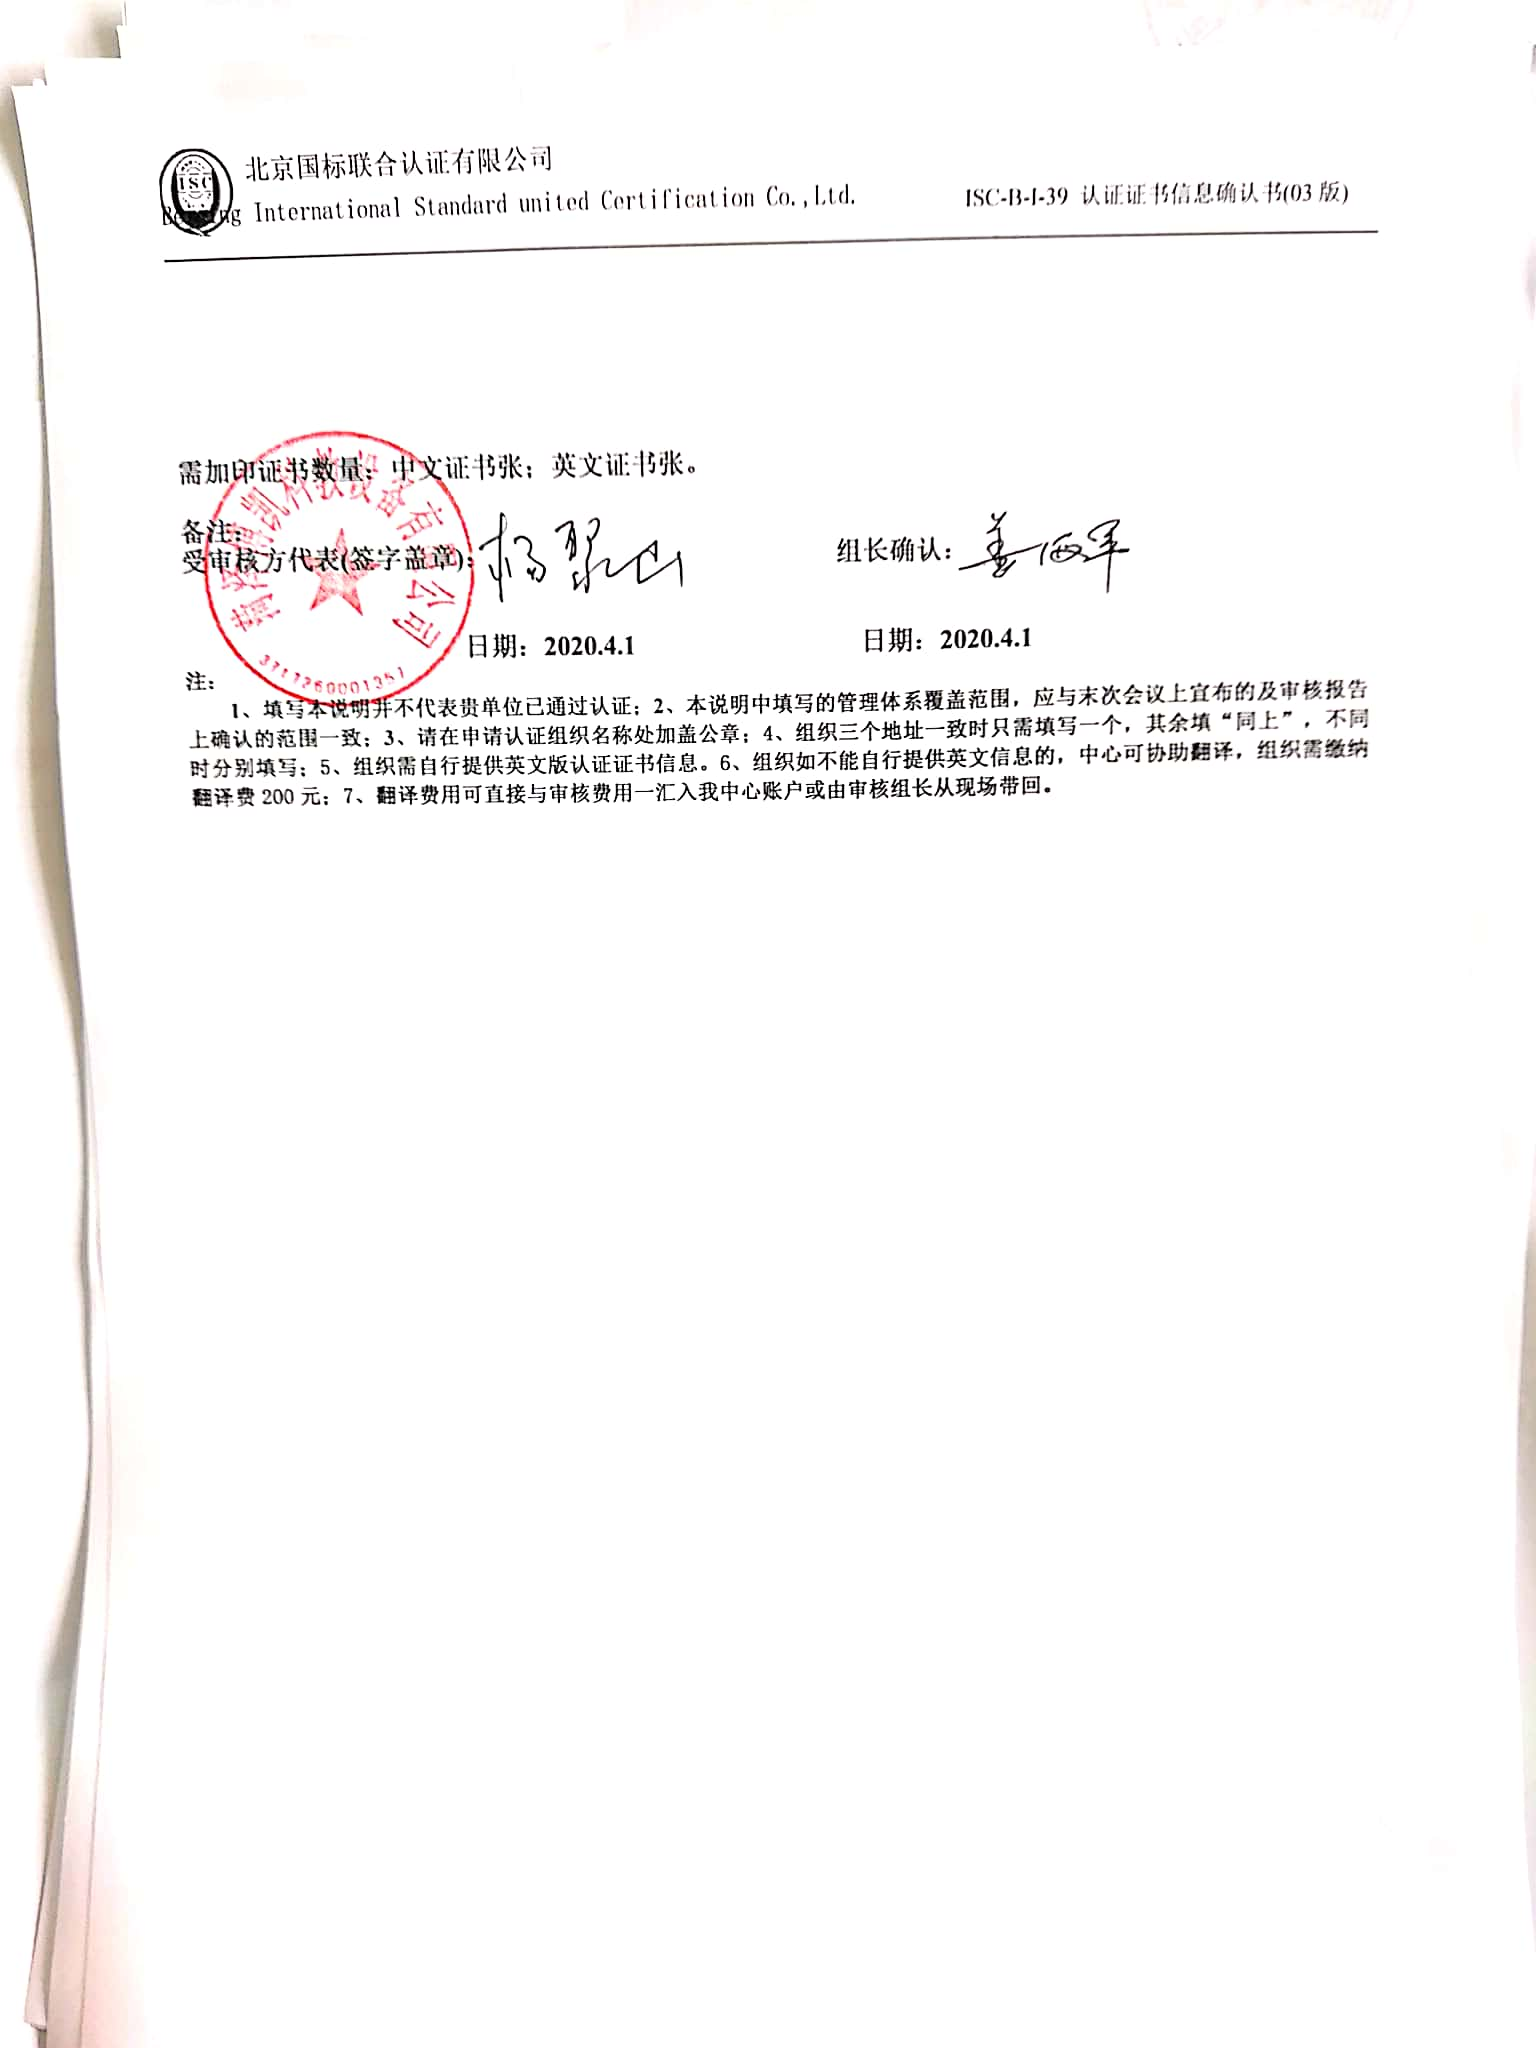 北京国标联合认证有限公司
Beijing International Standard united Certification Co.,Ltd.
ISC-B-I-39 认证证书信息确认书(03 版)
ISC
需加印证书数量：中文证书张；英文证书张。
备注：
受审核方代表(签字盖章)：
组长确认：
科教设备有限公司
3717260001357
日期：2020.4.1
日期：2020.4.1
注：
1、填写本说明并不代表贵单位已通过认证；2、本说明中填写的管理体系覆盖范围，应与末次会议上宣布的及审核报告
上确认的范围一致；3、请在申请认证组织名称处加盖公章；4、组织三个地址一致时只需填写一个，其余填“同上”，不同
时分别填写；5、组织需自行提供英文版认证证书信息。6、组织如不能自行提供英文信息的，中心可协助翻译，组织需缴纳
翻译费 200 元；7、翻译费用可直接与审核费用一汇入我中心账户或由审核组长从现场带回。